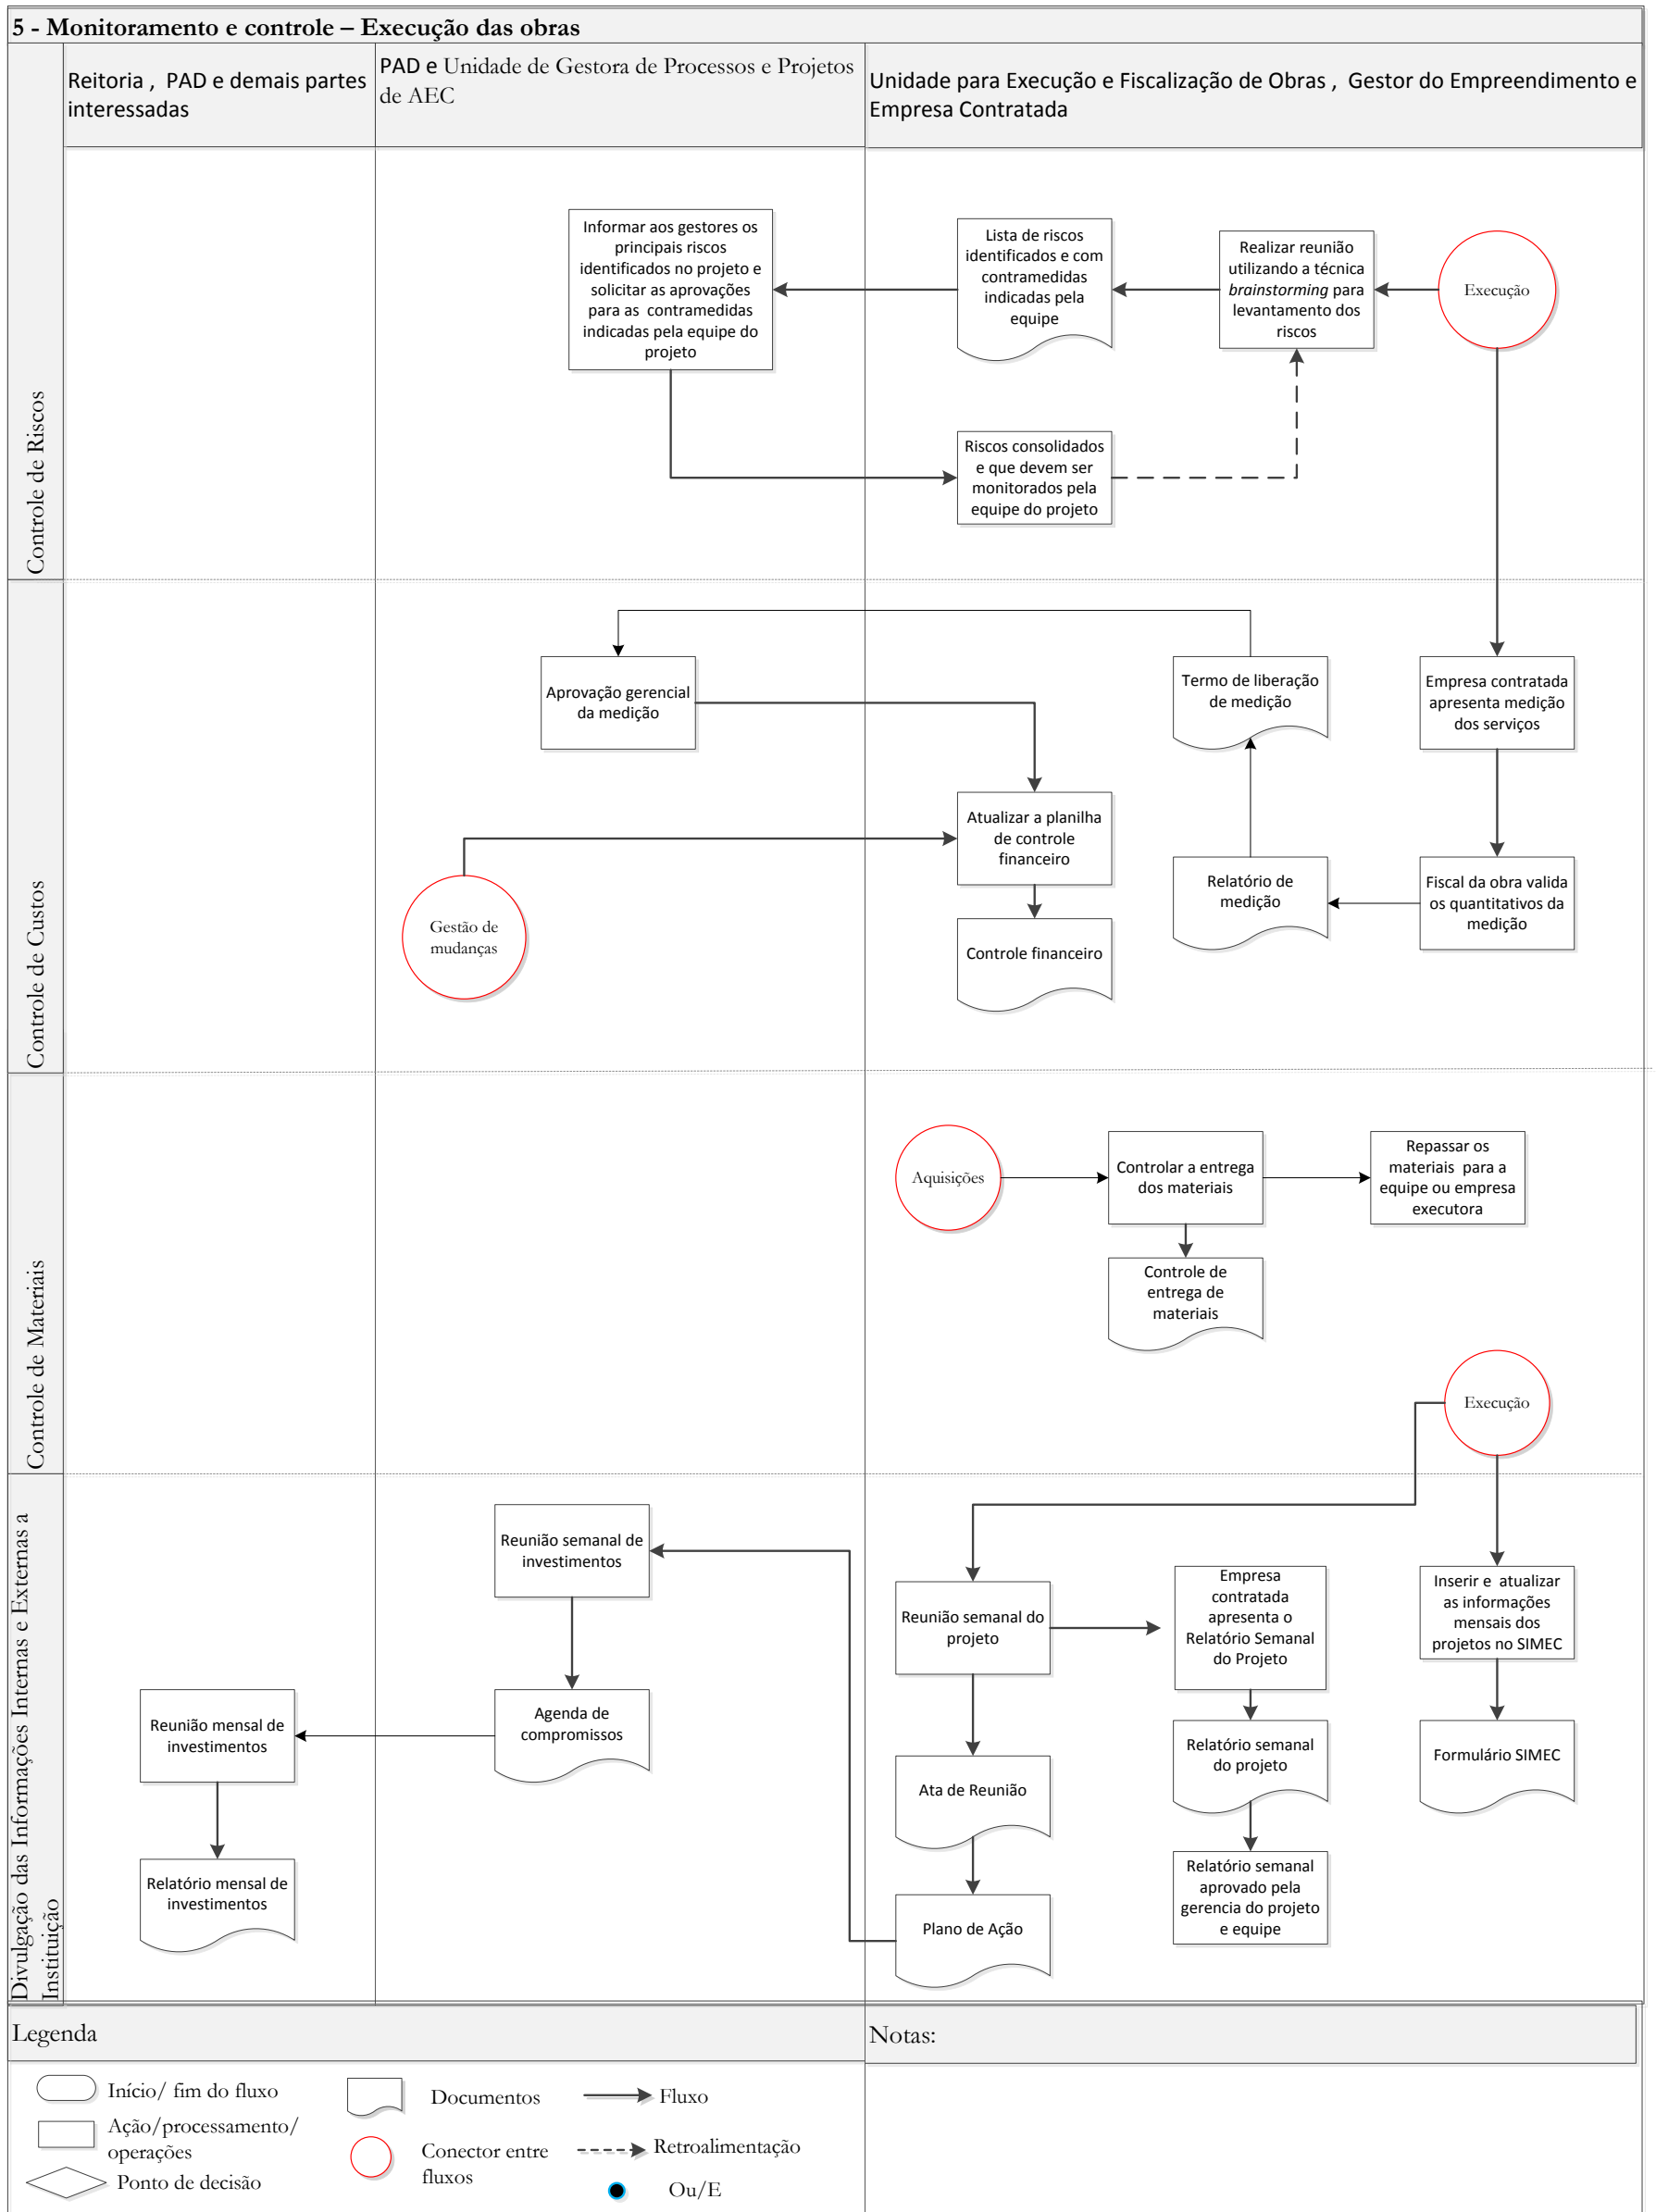 5 - Monitoramento e controle – Execução das obras
Reitoria , PAD e demais partes
interessadas
PAD e Unidade de Gestora de Processos e Projetos
de AEC
Unidade para Execução e Fiscalização de Obras , Gestor do Empreendimento e
Empresa Contratada
Controle de Riscos
Informar aos gestores os
principais riscos
identificados no projeto e
solicitar as aprovações
para as contramedidas
indicadas pela equipe do
projeto
Lista de riscos
identificados e com
contramedidas
indicadas pela
equipe
Realizar reunião
utilizando a técnica
brainstorming para
levantamento dos
riscos
Execução
Riscos consolidados
e que devem ser
monitorados pela
equipe do projeto
Controle de Custos
Aprovação gerencial
da medição
Termo de liberação
de medição
Empresa contratada
apresenta medição
dos serviços
Atualizar a planilha
de controle
financeiro
Relatório de
medição
Fiscal da obra valida
os quantitativos da
medição
Gestão de
mudanças
Controle financeiro
Controle de Materiais
Aquisições
Controlar a entrega
dos materiais
Repassar os
materiais para a
equipe ou empresa
executora
Controle de
entrega de
materiais
Execução
Divulgação das Informações Internas e Externas a
Instituição
Reunião semanal de
investimentos
Reunião semanal do
projeto
Empresa
contratada
apresenta o
Relatório Semanal
do Projeto
Inserir e atualizar
as informações
mensais dos
projetos no SIMEC
Reunião mensal de
investimentos
Agenda de
compromissos
Ata de Reunião
Relatório semanal
do projeto
Formulário SIMEC
Relatório mensal de
investimentos
Plano de Ação
Relatório semanal
aprovado pela
gerencia do projeto
e equipe
Legenda
Notas:
Início/ fim do fluxo
Documentos
Fluxo
Ação/processamento/
operações
Conector entre
fluxos
Retroalimentação
Ponto de decisão
Ou/E